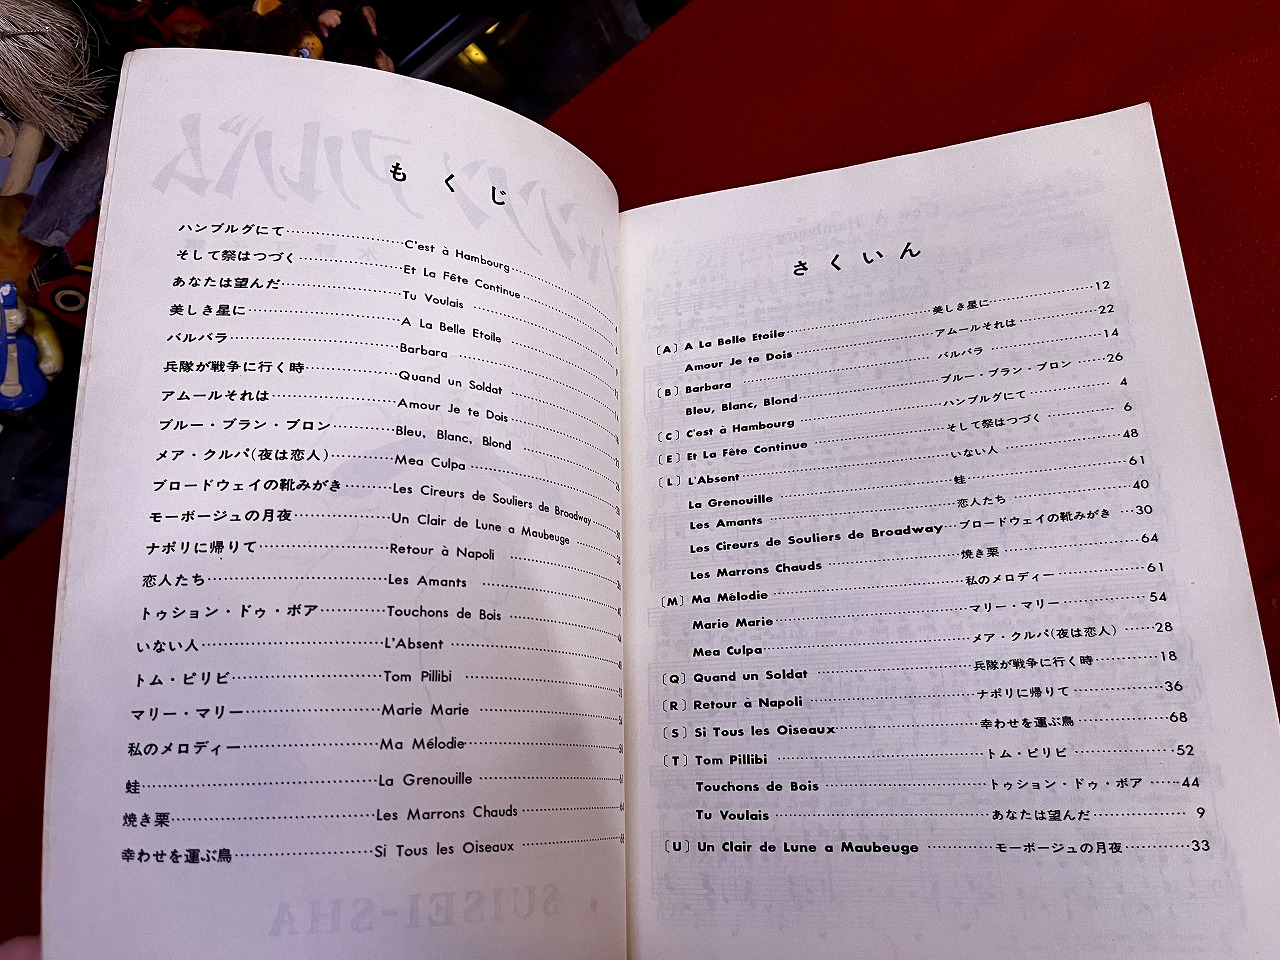 もくじ
ハンブルグにて C'est à Hambourg
そして祭はつづく Et La Fête Continue
あなたは望んだ Tu Voulais
美しき星に A La Belle Etoile
バルバラ Barbara
兵隊が戦争に行く時 Quand un Soldat
アムールそれは Amour Je te Dois
ブルー・ブラン・ブロン Bleu, Blanc, Blond
メア・クルパ(夜は恋人) Mea Culpa
ブロードウェイの靴みがき Les Cireurs de Souliers de Broadway
モーボージュの月夜 Un Clair de Lune a Maubeuge
ナポリに帰りて Retour à Napoli
恋人たち Les Amants
トゥション・ドゥ・ボア Touchons de Bois
いない人 L'Absent
トム・ピリビ Tom Pillibi
マリー・マリー Marie Marie
私のメロディー Ma Mélodie
蛙 La Grenouille
焼き栗 Les Marrons Chauds
幸わせを運ぶ鳥 Si Tous les Oiseaux
さくいん
〔A〕 A La Belle Etoile 美しき星に 12
Amour Je te Dois アムールそれは 22
〔B〕 Barbara バルバラ 14
Bleu, Blanc, Blond ブルー・ブラン・ブロン 26
〔C〕 C'est à Hambourg ハンブルグにて 4
〔E〕 Et La Fête Continue そして祭はつづく 6
〔L〕 L'Absent いない人 48
La Grenouille 蛙 61
Les Amants 恋人たち 40
Les Cireurs de Souliers de Broadway ブロードウェイの靴みがき 30
Les Marrons Chauds 焼き栗 64
〔M〕 Ma Mélodie 私のメロディー 61
Marie Marie マリー・マリー 54
Mea Culpa メア・クルパ(夜は恋人) 28
〔Q〕 Quand un Soldat 兵隊が戦争に行く時 18
〔R〕 Retour à Napoli ナポリに帰りて 36
〔S〕 Si Tous les Oiseaux 幸わせを運ぶ鳥 68
〔T〕 Tom Pillibi トム・ピリビ 52
Touchons de Bois トゥション・ドゥ・ボア 44
Tu Voulais あなたは望んだ 9
〔U〕 Un Clair de Lune a Maubeuge モーボージュの月夜 33